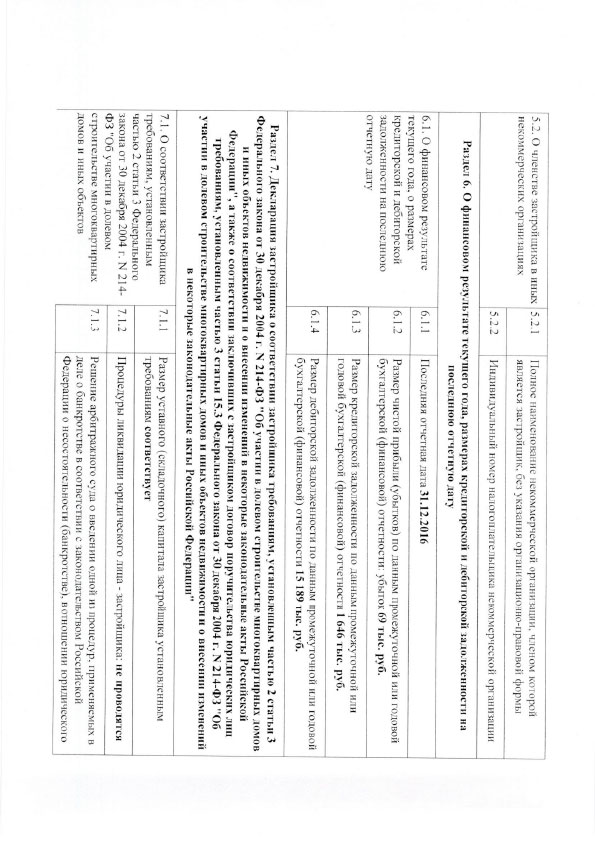 5.2. О членстве застройщика в иных
некоммерческих организациях
5.2.1
Полное наименование некоммерческой организации, членом которой
является застройщик, без указания организационно-правовой формы
5.2.2
Индивидуальный номер налогоплательщика некоммерческой организации
Раздел 6. О финансовом результате текущего года, размерах кредиторской и дебиторской задолженности на
последнюю отчетную дату
6.1. О финансовом результате
текущего года, о размерах
кредиторской и дебиторской
задолженности на последнюю
отчетную дату
6.1.1
Последняя отчетная дата 31.12.2016
6.1.2
Размер чистой прибыли (убытков) по данным промежуточной или годовой
бухгалтерской (финансовой) отчетности: убыток 69 тыс. руб.
6.1.3
Размер кредиторской задолженности по данным промежуточной или
годовой бухгалтерской (финансовой) отчетности 1 646 тыс. руб.
6.1.4
Размер дебиторской задолженности по данным промежуточной или годовой
бухгалтерской (финансовой) отчетности 15 189 тыс. руб.
Раздел 7. Декларация застройщика о соответствии застройщика требованиям, установленным частью 2 статьи 3
Федерального закона от 30 декабря 2004 г. N 214-ФЗ "Об участии в долевом строительстве многоквартирных домов
и иных объектов недвижимости и о внесении изменений в некоторые законодательные акты Российской
Федерации", а также о соответствии заключивших с застройщиком договор поручительства юридических лиц
требованиям, установленным частью 3 статьи 15.3 Федерального закона от 30 декабря 2004 г. N 214-ФЗ "Об
участии в долевом строительстве многоквартирных домов и иных объектов недвижимости и о внесении изменений
в некоторые законодательные акты Российской Федерации"
7.1. О соответствии застройщика
требованиям, установленным
частью 2 статьи 3 Федерального
закона от 30 декабря 2004 г. N 214-
ФЗ "Об участии в долевом
строительстве многоквартирных
домов и иных объектов
7.1.1
Размер уставного (складочного) капитала застройщика установленным
требованиям соответствует
7.1.2
Процедуры ликвидации юридического лица - застройщика: не проводятся
7.1.3
Решение арбитражного суда о введении одной из процедур, применяемых в
деле о банкротстве в соответствии с законодательством Российской
Федерации о несостоятельности (банкротстве), в отношении юридического